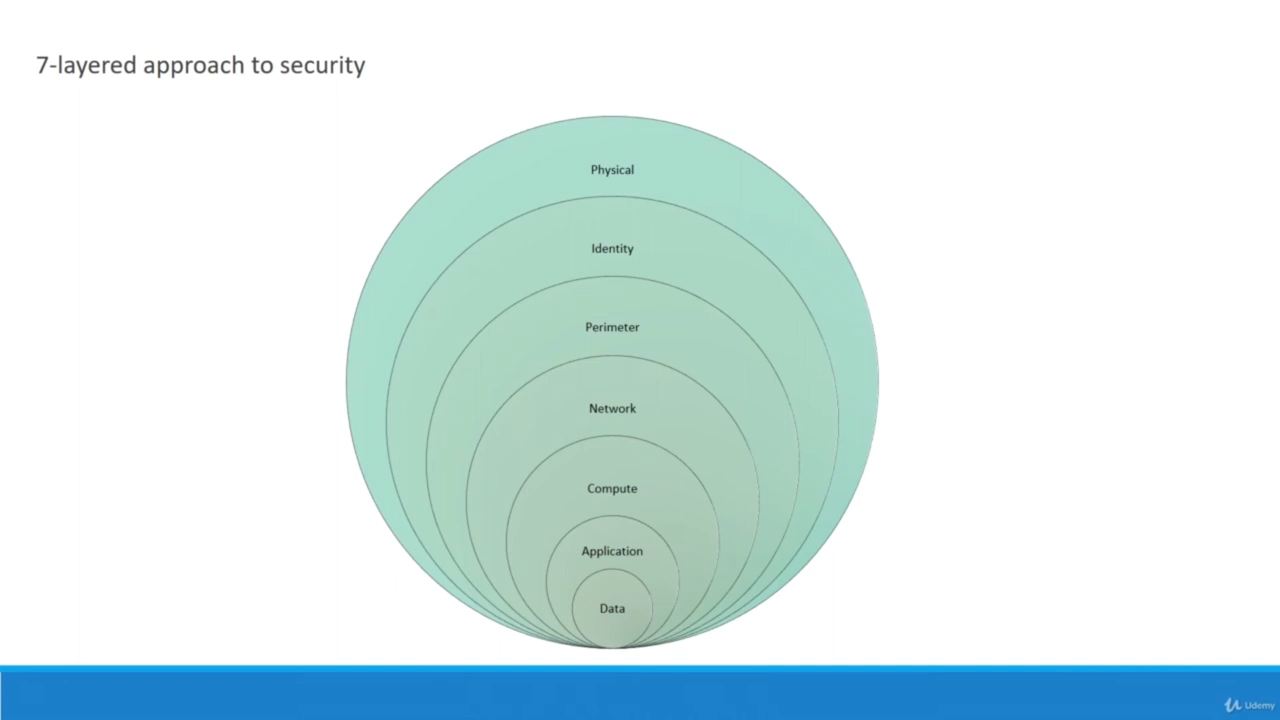 7-layered approach to security
Physical
Identity
Perimeter
Network
Compute
Application
Data
Udemy